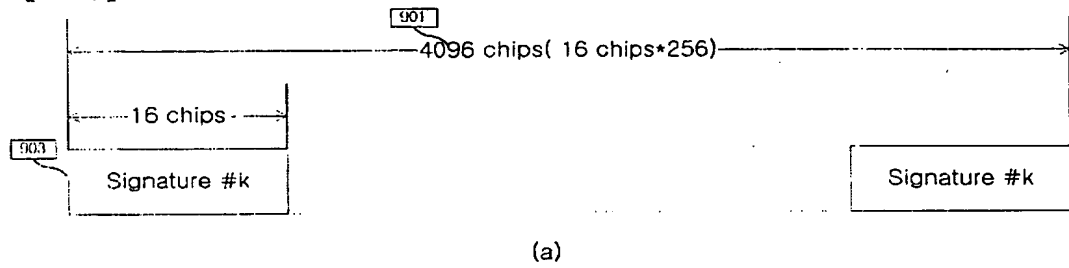 901
4096 chips( 16 chips*256)
16 chips
903
Signature #k
Signature #k
(a)